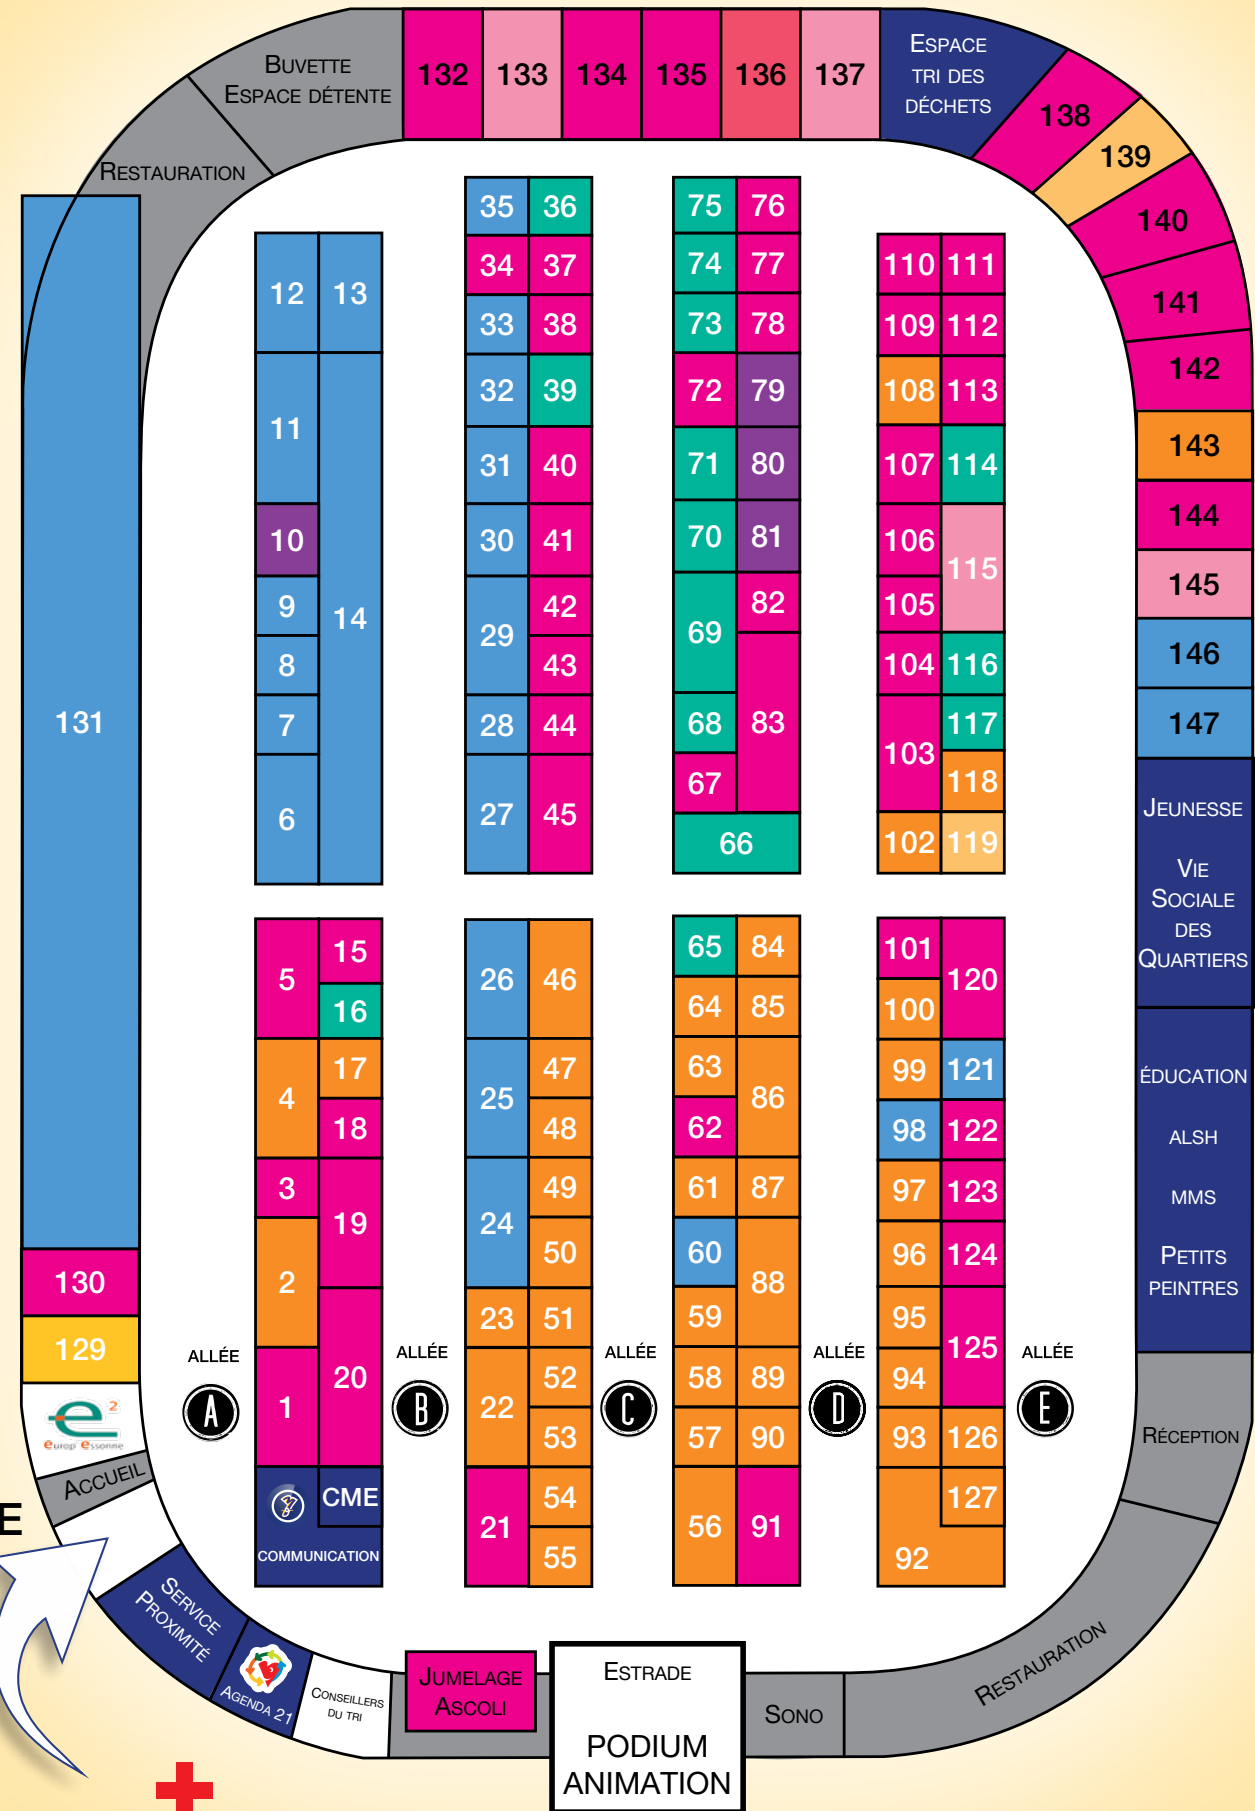 BUVETTE
ESPACE DÉTENTE
132 133 134 135 136 137
ESPACE
TRI DES
DÉCHETS
138
139
140
141
142
143
144
145
146
147
RESTAURATION
131
130
129
12 13
11
10
9
14
8
7
6
5
15
16
4
17
18
3
19
2
20
1
CME
COMMUNICATION
35 36
34 37
33 38
32 39
31 40
30 41
29
42
43
28 44
27 45
26 46
25
47
48
24
49
50
23 51
22
52
53
21
54
55
75 76
74 77
73 78
72 79
71 80
70 81
69
82
83
68
67
66
65 84
64 85
63
86
62
61 87
60
88
59
58 89
57 90
56 91
110 111
109 112
108 113
107 114
106
115
105
104 116
103
117
118
102 119
101
120
100
99 121
98 122
97 123
96 124
95
125
94
93 126
127
92
JEUNESSE
VIE
SOCIALE
DES
QUARTIERS
ÉDUCATION
ALSH
MMS
PETITS
PEINTRES
ALLÉE
A
ALLÉE
B
ALLÉE
C
ALLÉE
D
ALLÉE
E
e²
europ' essonne
ACCUEIL
E
SERVICE
PROXIMITÉ
AGENDA 21
CONSEILLERS
DU TRI
JUMELAGE
ASCOLI
ESTRADE
PODIUM
ANIMATION
SONO
RESTAURATION
RÉCEPTION